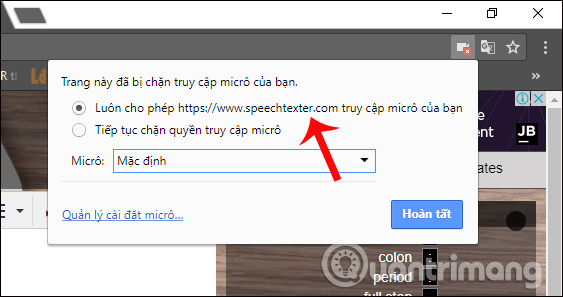 R tl
Ld
»
Trang này đã bị chặn truy cập micrô của bạn.
Luôn cho phép https://www.speechtexter.com truy cập micrô của bạn
Tiếp tục chặn quyền truy cập micrô
Micrô: Mặc định
Quản lý cài đặt micrô...
Hoàn tất
JB
ates
colon :
period .
full stop
Quantrimang